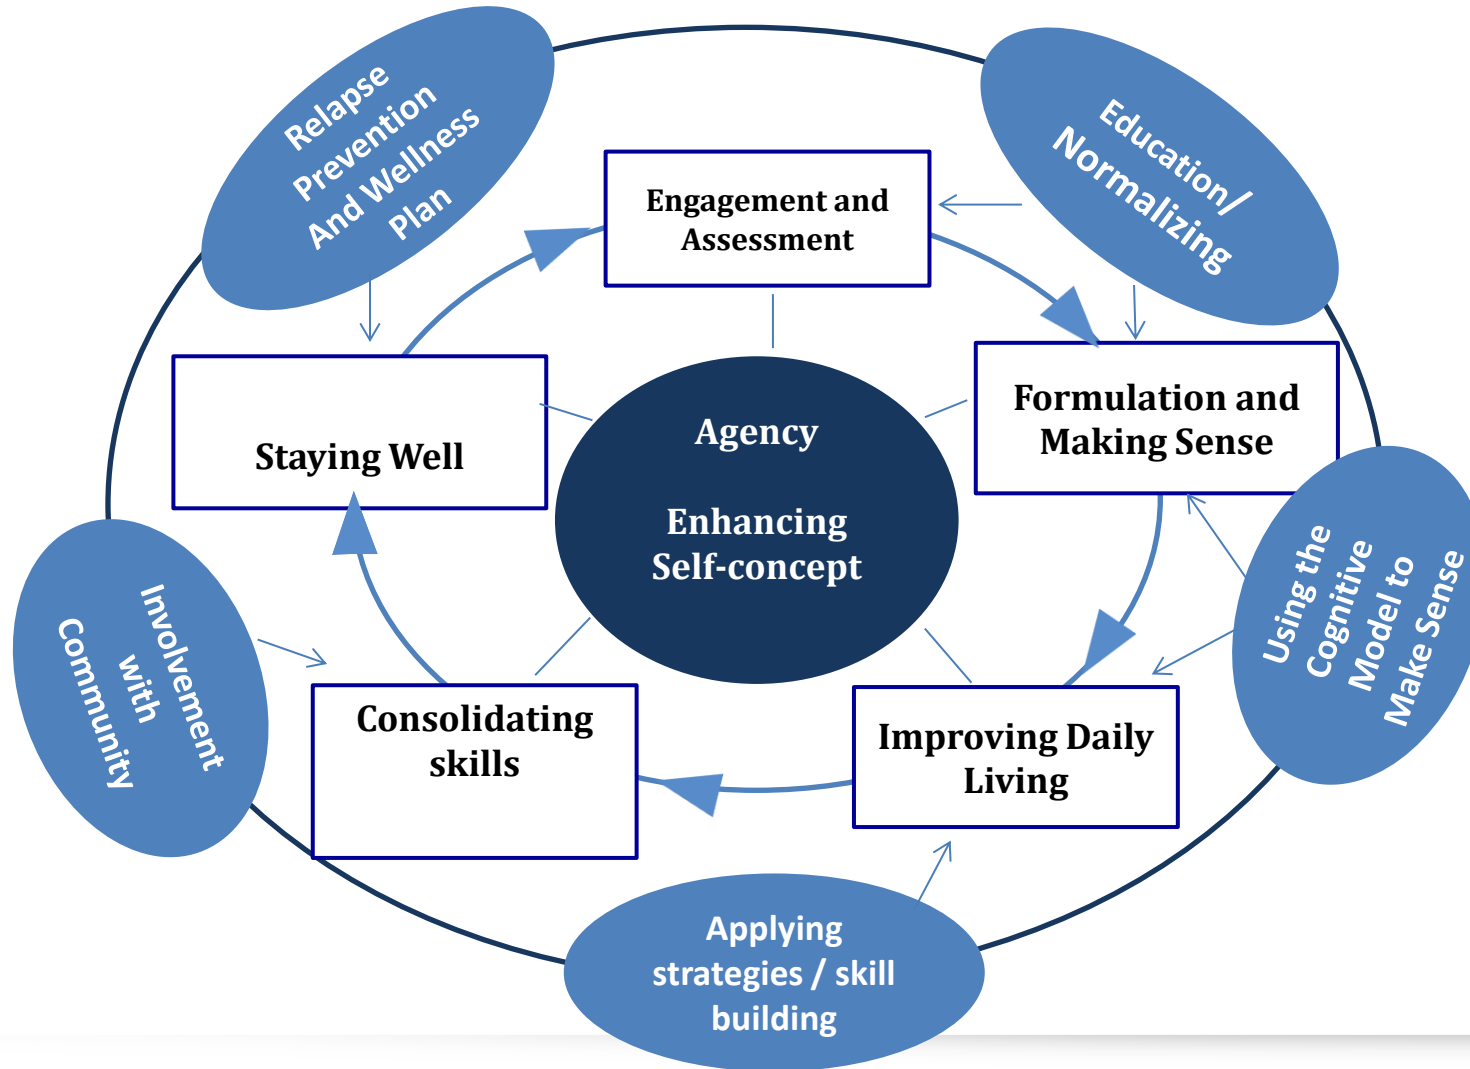 Relapse
Prevention
And Wellness
Plan
Education/
Normalizing
Engagement and
Assessment
Formulation and
Making Sense
Staying Well
Agency
Enhancing
Self-concept
Using the
Cognitive
Model to
Make Sense
Involvement
with
Community
Consolidating
skills
Improving Daily
Living
Applying
strategies / skill
building